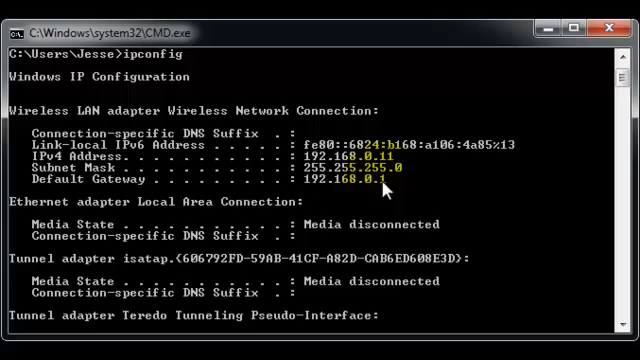 C:\Windows\system32\CMD.exe
C:\Users\Jesse>ipconfig
Windows IP Configuration
Wireless LAN adapter Wireless Network Connection:
Connection-specific DNS Suffix . :
Link-local IPv6 Address . . . . . : fe80::6824:b168:a106:4a85%13
IPv4 Address. . . . . . . . . . . : 192.168.0.11
Subnet Mask . . . . . . . . . . . : 255.255.255.0
Default Gateway . . . . . . . . . : 192.168.0.1
Ethernet adapter Local Area Connection:
Media State . . . . . . . . . . . : Media disconnected
Connection-specific DNS Suffix . :
Tunnel adapter isatap.{606792FD-59AB-41CF-A82D-CAB6ED608E3D}:
Media State . . . . . . . . . . . : Media disconnected
Connection-specific DNS Suffix . :
Tunnel adapter Teredo Tunneling Pseudo-Interface: